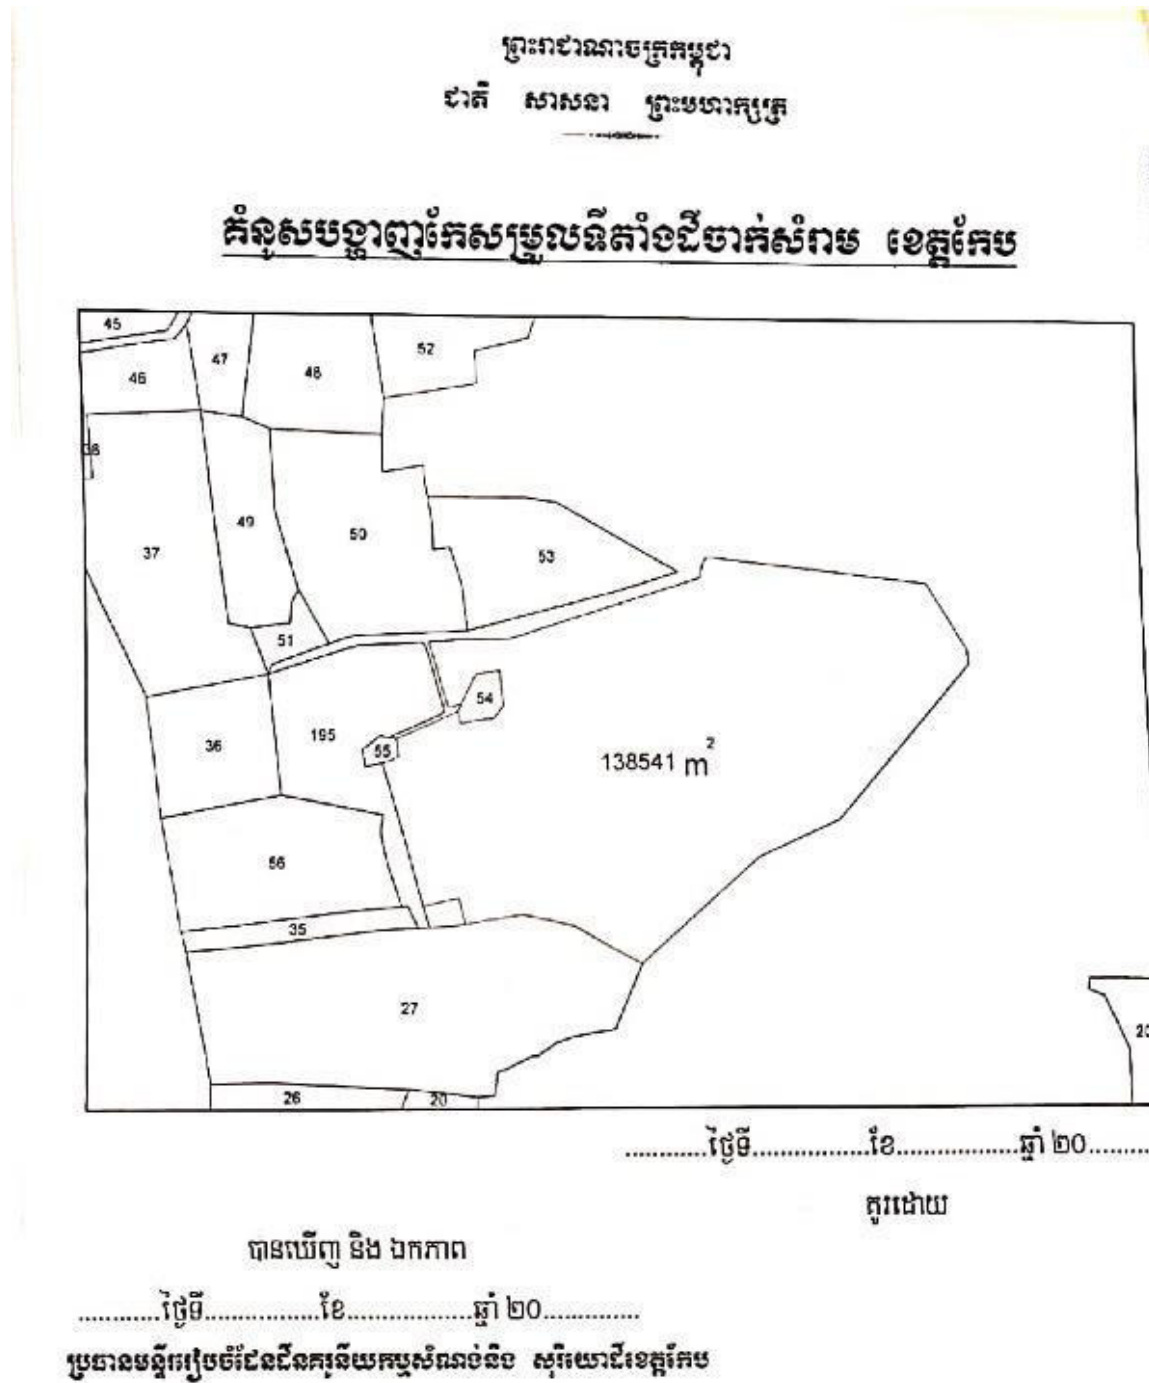 ព្រះរាជាណាចក្រកម្ពុជា
ជាតិ សាសនា ព្រះមហាក្សត្រ
គំនូសបង្ហាញកែសម្រួលទីតាំងដីចាក់សំរាម ខេត្តកែប
45
52
47
46
48
38
49
50
37
53
51
54
195
36
55
138541 m²
56
35
27
20
26
20
............ថ្ងៃទី.................ខែ..................ឆ្នាំ ២០.........
គូរដោយ
បានឃើញ និង ឯកភាព
............ថ្ងៃទី.................ខែ..................ឆ្នាំ ២០..............
ប្រធានមន្ទីររៀបចំដែនដីនគរូនីយកម្មសំណង់និង សុរិយោដីខេត្តកែប